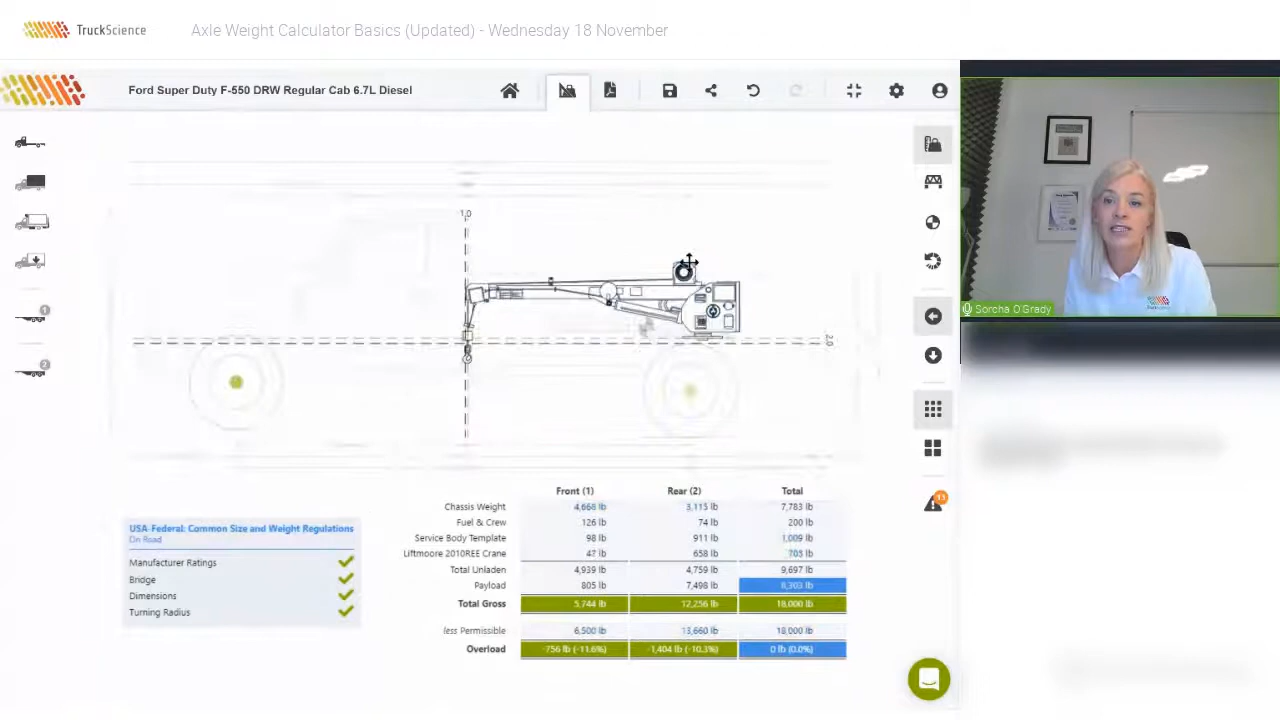 TruckScience
Axle Weight Calculator Basics (Updated) - Wednesday 18 November
Ford Super Duty F-550 DRW Regular Cab 6.7L Diesel
1.0
2.0
1
2
13
Sorcha O'Grady
USA-Federal: Common Size and Weight Regulations
On Road
Manufacturer Ratings
Bridge
Dimensions
Turning Radius
Front (1) Rear (2) Total
Chassis Weight 4,668 lb 3,115 lb 7,783 lb
Fuel & Crew 126 lb 74 lb 200 lb
Service Body Template 98 lb 911 lb 1,009 lb
Liftmoore 2010REE Crane 47 lb 658 lb 705 lb
Total Unladen 4,939 lb 4,759 lb 9,697 lb
Payload 805 lb 7,498 lb 8,303 lb
Total Gross 5,744 lb 12,256 lb 18,000 lb
less Permissible 6,500 lb 13,660 lb 18,000 lb
Overload -756 lb (-11.6%) -1,404 lb (-10.3%) 0 lb (0.0%)